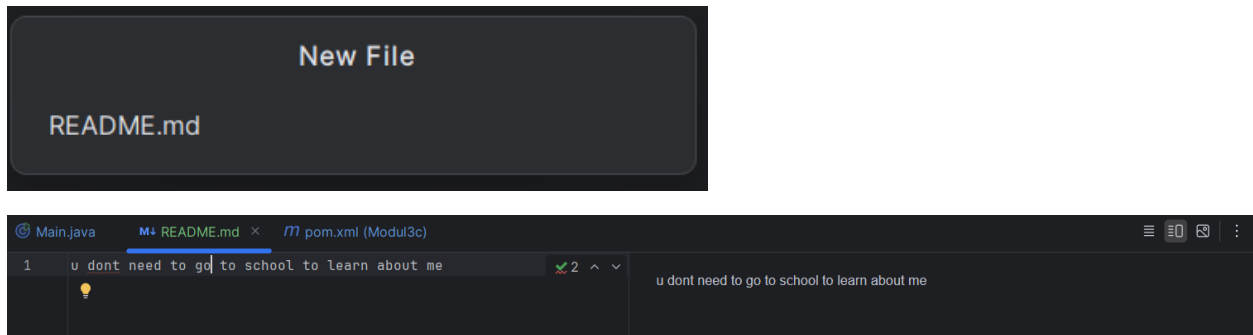 New File
README.md
Main.java M↓ README.md × m pom.xml (Modul3c)
1 u dont need to go to school to learn about me 2
u dont need to go to school to learn about me